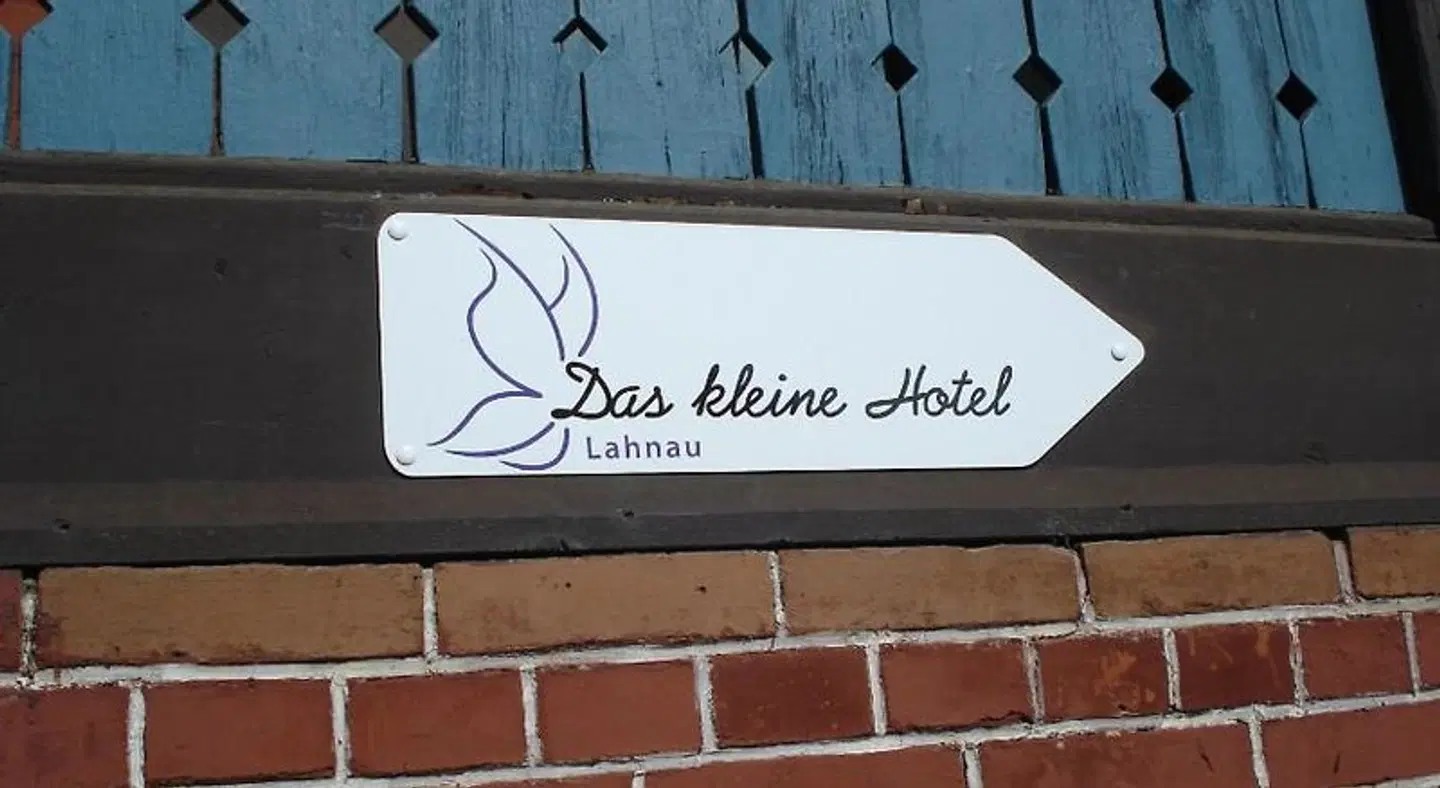 Das kleine Hotel
Lahnau